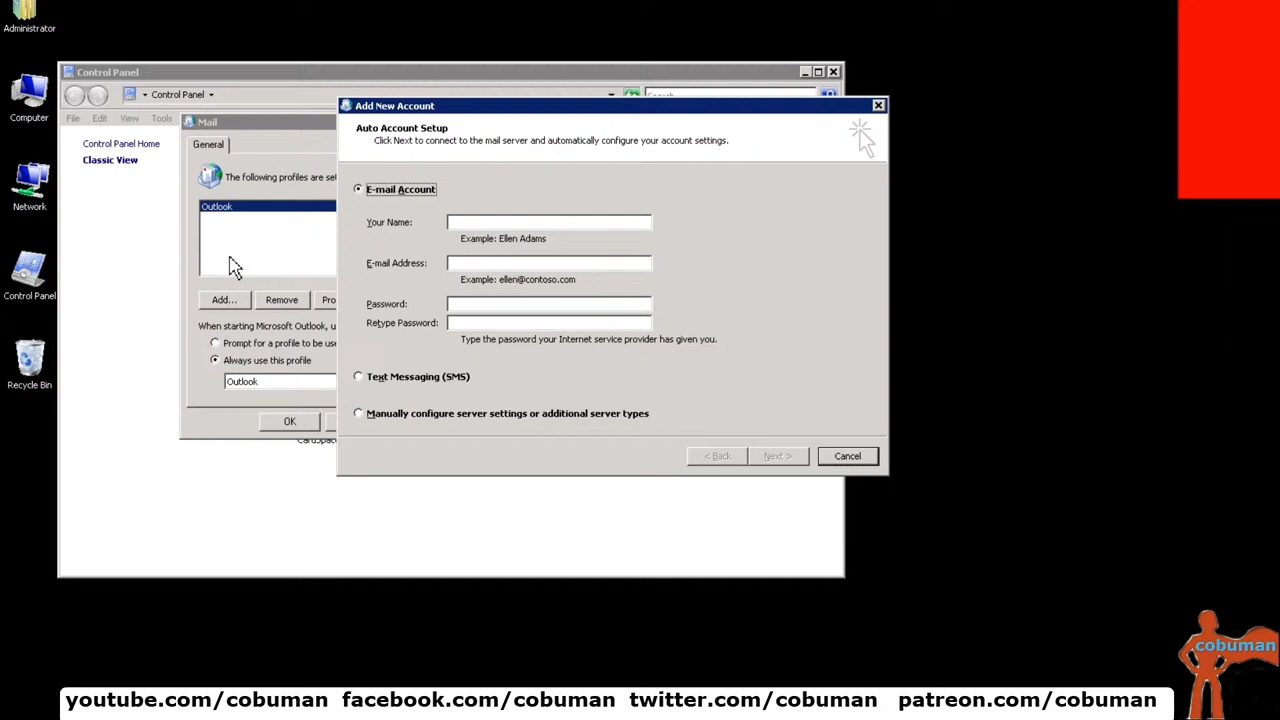 Administrator
Computer
Network
Control Panel
Recycle Bin
Control Panel
Control Panel
Search
File Edit View Tools
Control Panel Home
Classic View
Mail
General
The following profiles are se
Outlook
Add... Remove Pro
When starting Microsoft Outlook, u
Prompt for a profile to be use
Always use this profile
Outlook
OK
CardSpace
Add New Account
Auto Account Setup
Click Next to connect to the mail server and automatically configure your account settings.
E-mail Account
Your Name:
Example: Ellen Adams
E-mail Address:
Example: ellen@contoso.com
Password:
Retype Password:
Type the password your Internet service provider has given you.
Text Messaging (SMS)
Manually configure server settings or additional server types
< Back Next > Cancel
cobuman
youtube.com/cobuman facebook.com/cobuman twitter.com/cobuman patreon.com/cobuman